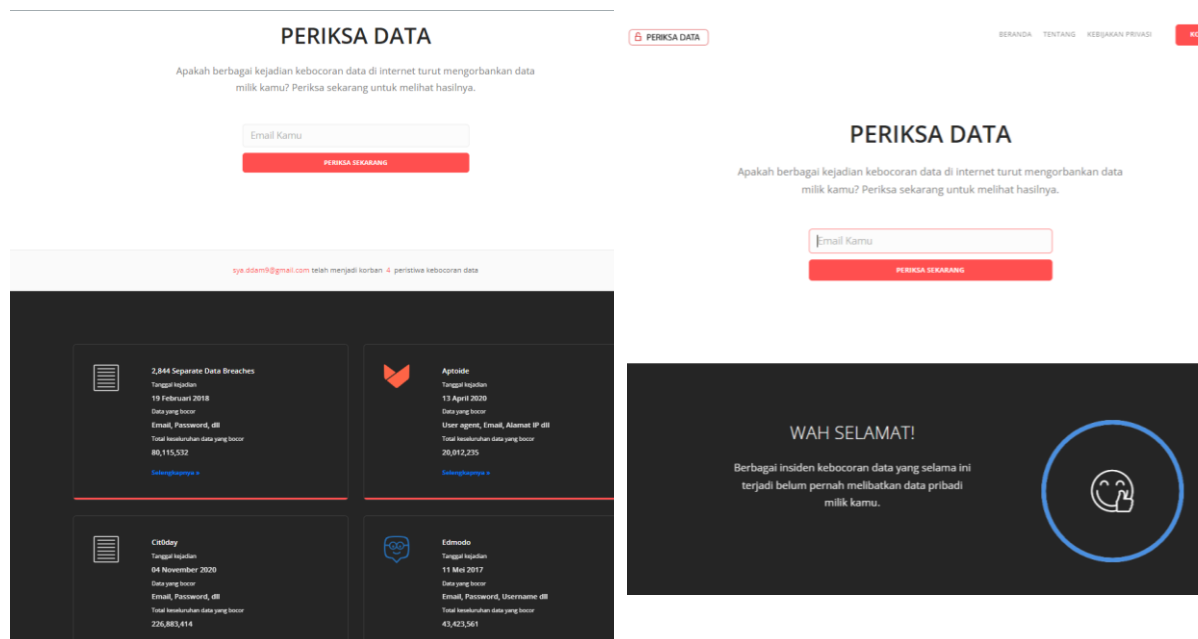 PERIKSA DATA
Apakah berbagai kejadian kebocoran data di internet turut mengorbankan data
milik kamu? Periksa sekarang untuk melihat hasilnya.
Email Kamu
PERIKSA SEKARANG
sya.ddam9@gmail.com telah menjadi korban 4 peristiwa kebocoran data
2,844 Separate Data Breaches
Tanggal kejadian
19 Februari 2018
Data yang bocor
Email, Password, dll
Total keseluruhan data yang bocor
80,115,532
Selengkapnya »
Aptoide
Tanggal kejadian
13 April 2020
Data yang bocor
User agent, Email, Alamat IP dll
Total keseluruhan data yang bocor
20,012,235
Selengkapnya »
Cit0day
Tanggal kejadian
04 November 2020
Data yang bocor
Email, Password, dll
Total keseluruhan data yang bocor
226,883,414
Edmodo
Tanggal kejadian
11 Mei 2017
Data yang bocor
Email, Password, Username dll
Total keseluruhan data yang bocor
43,423,561
PERIKSA DATA
BERANDA TENTANG KEBIJAKAN PRIVASI KO
PERIKSA DATA
Apakah berbagai kejadian kebocoran data di internet turut mengorbankan data
milik kamu? Periksa sekarang untuk melihat hasilnya.
Email Kamu
PERIKSA SEKARANG
WAH SELAMAT!
Berbagai insiden kebocoran data yang selama ini
terjadi belum pernah melibatkan data pribadi
milik kamu.